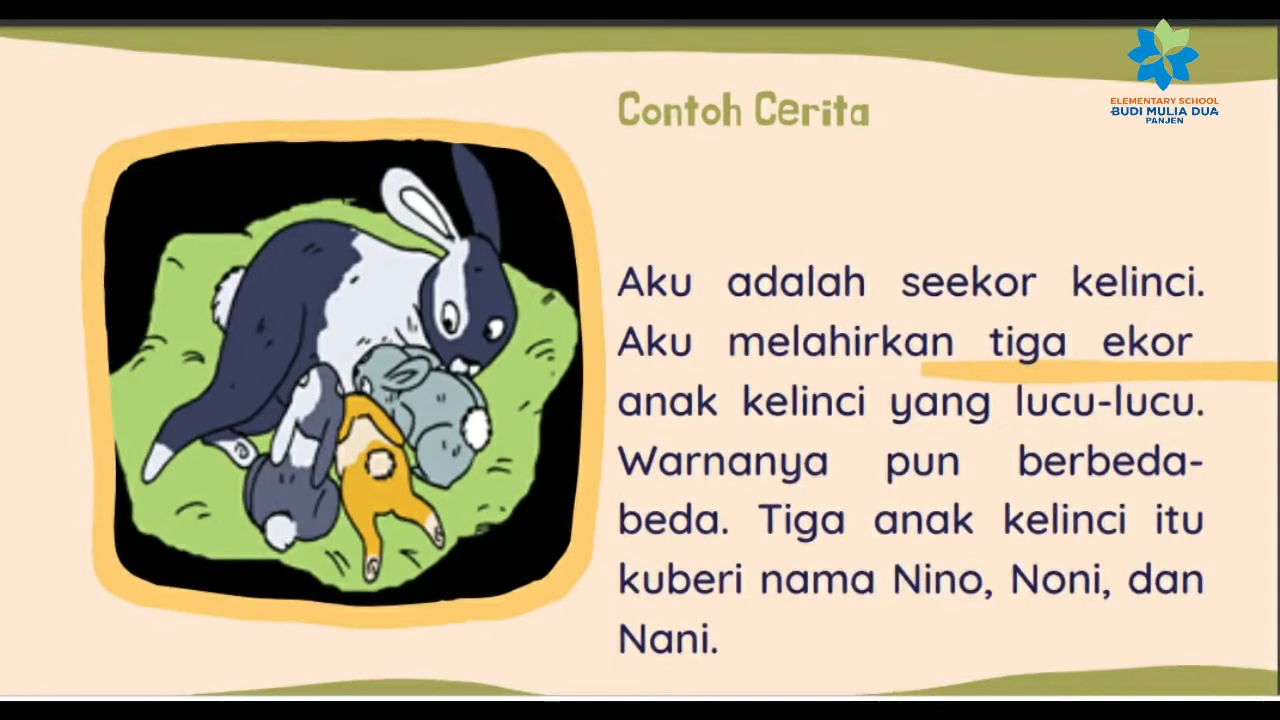 Contoh Cerita
ELEMENTARY SCHOOL
BUDI MULIA DUA
PANJEN
Aku adalah seekor kelinci.
Aku melahirkan tiga ekor
anak kelinci yang lucu-lucu.
Warnanya pun berbeda-
beda. Tiga anak kelinci itu
kuberi nama Nino, Noni, dan
Nani.